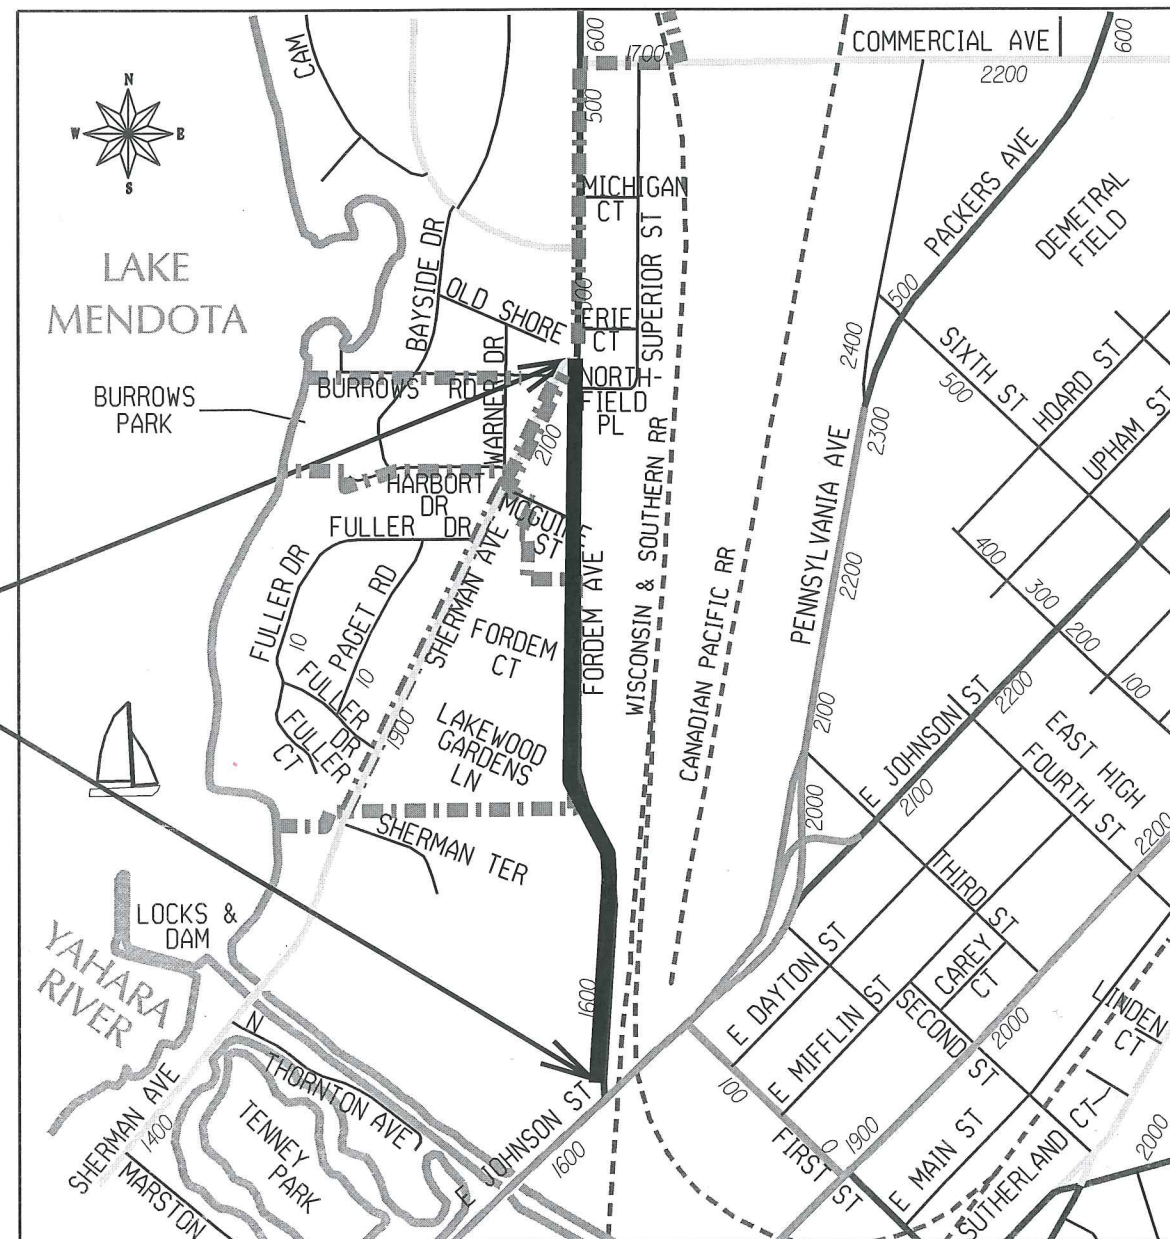 600
1700
COMMERCIAL AVE
2200
600
CAM
500
N
W E
S
MICHIGAN
CT
PACKERS AVE
DEMETRAL
FIELD
LAKE
MENDOTA
BAYSIDE DR
OLD SHORE
SUPERIOR ST
ERIE
CT
500
2400
SIXTH ST
500
HOARD ST
UPHAM ST
BURROWS
PARK
BURROWS RD
WARNER DR
NORTH-
FIELD
PL
2100
2300
HARBORT
DR
MCGUIRE
ST
FULLER DR
FULLER DR
PAGET RD
10
10
SHERMAN AVE
FORDEM
CT
FORDEM AVE
WISCONSIN & SOUTHERN RR
CANADIAN PACIFIC RR
PENNSYLVANIA AVE
2200
400
300
200
100
FULLER
DR
FULLER
CT
1900
LAKEWOOD
GARDENS
LN
2100
2000
E JOHNSON ST
2200
2100
EAST HIGH
FOURTH ST
2200
SHERMAN TER
THIRD ST
LOCKS &
DAM
YAHARA
RIVER
1600
E DAYTON ST
E MIFFLIN ST
CAREY
CT
SECOND ST
2000
LINDEN
CT
N THORNTON AVE
TENNEY
PARK
SHERMAN AVE
1400
MARSTON
E JOHNSON ST
1600
100
0
FIRST ST
1900
E MAIN ST
SUTHERLAND CT
2000